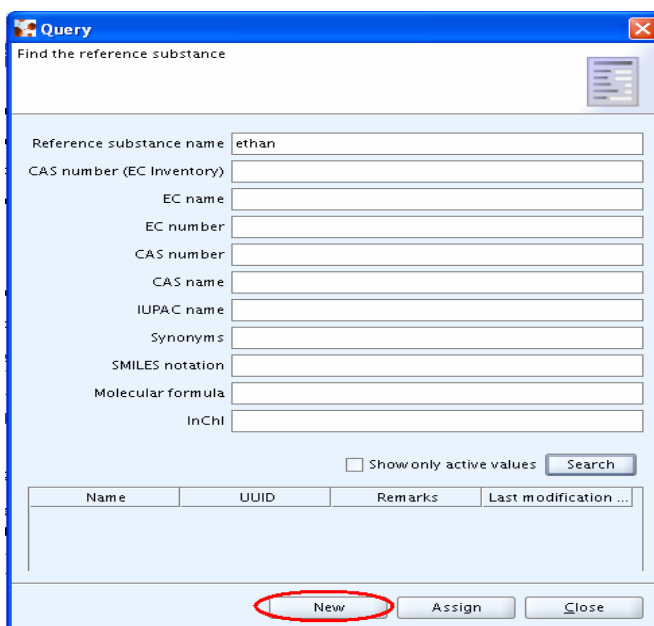 Query
Find the reference substance
Reference substance name ethan
CAS number (EC Inventory)
EC name
EC number
CAS number
CAS name
IUPAC name
Synonyms
SMILES notation
Molecular formula
InChI
Show only active values Search
Name UUID Remarks Last modification ...
New Assign Close